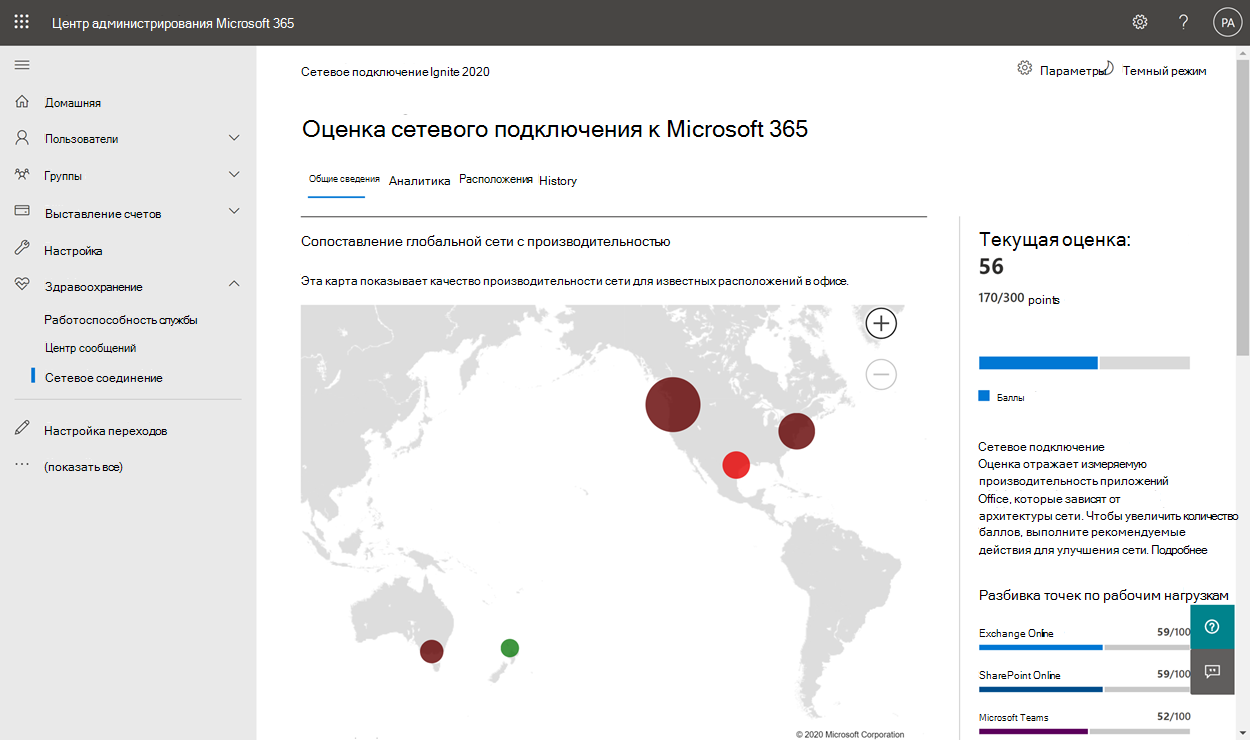 Центр администрирования Microsoft 365
?
PA
Домашняя
Пользователи
Группы
Выставление счетов
Настройка
Здравоохранение
Работоспособность службы
Центр сообщений
Сетевое соединение
Настройка переходов
(показать все)
Сетевое подключение Ignite 2020
Параметры
Темный режим
Оценка сетевого подключения к Microsoft 365
Общие сведения
Аналитика
Расположения
History
Сопоставление глобальной сети с производительностью
Эта карта показывает качество производительности сети для известных расположений в офисе.
© 2020 Microsoft Corporation
Текущая оценка:
56
170/300 points
Баллы
Сетевое подключение
Оценка отражает измеряемую
производительность приложений
Office, которые зависят от
архитектуры сети. Чтобы увеличить количество
баллов, выполните рекомендуемые
действия для улучшения сети. Подробнее
Разбивка точек по рабочим нагрузкам
Exchange Online 59/100
SharePoint Online 59/100
Microsoft Teams 52/100